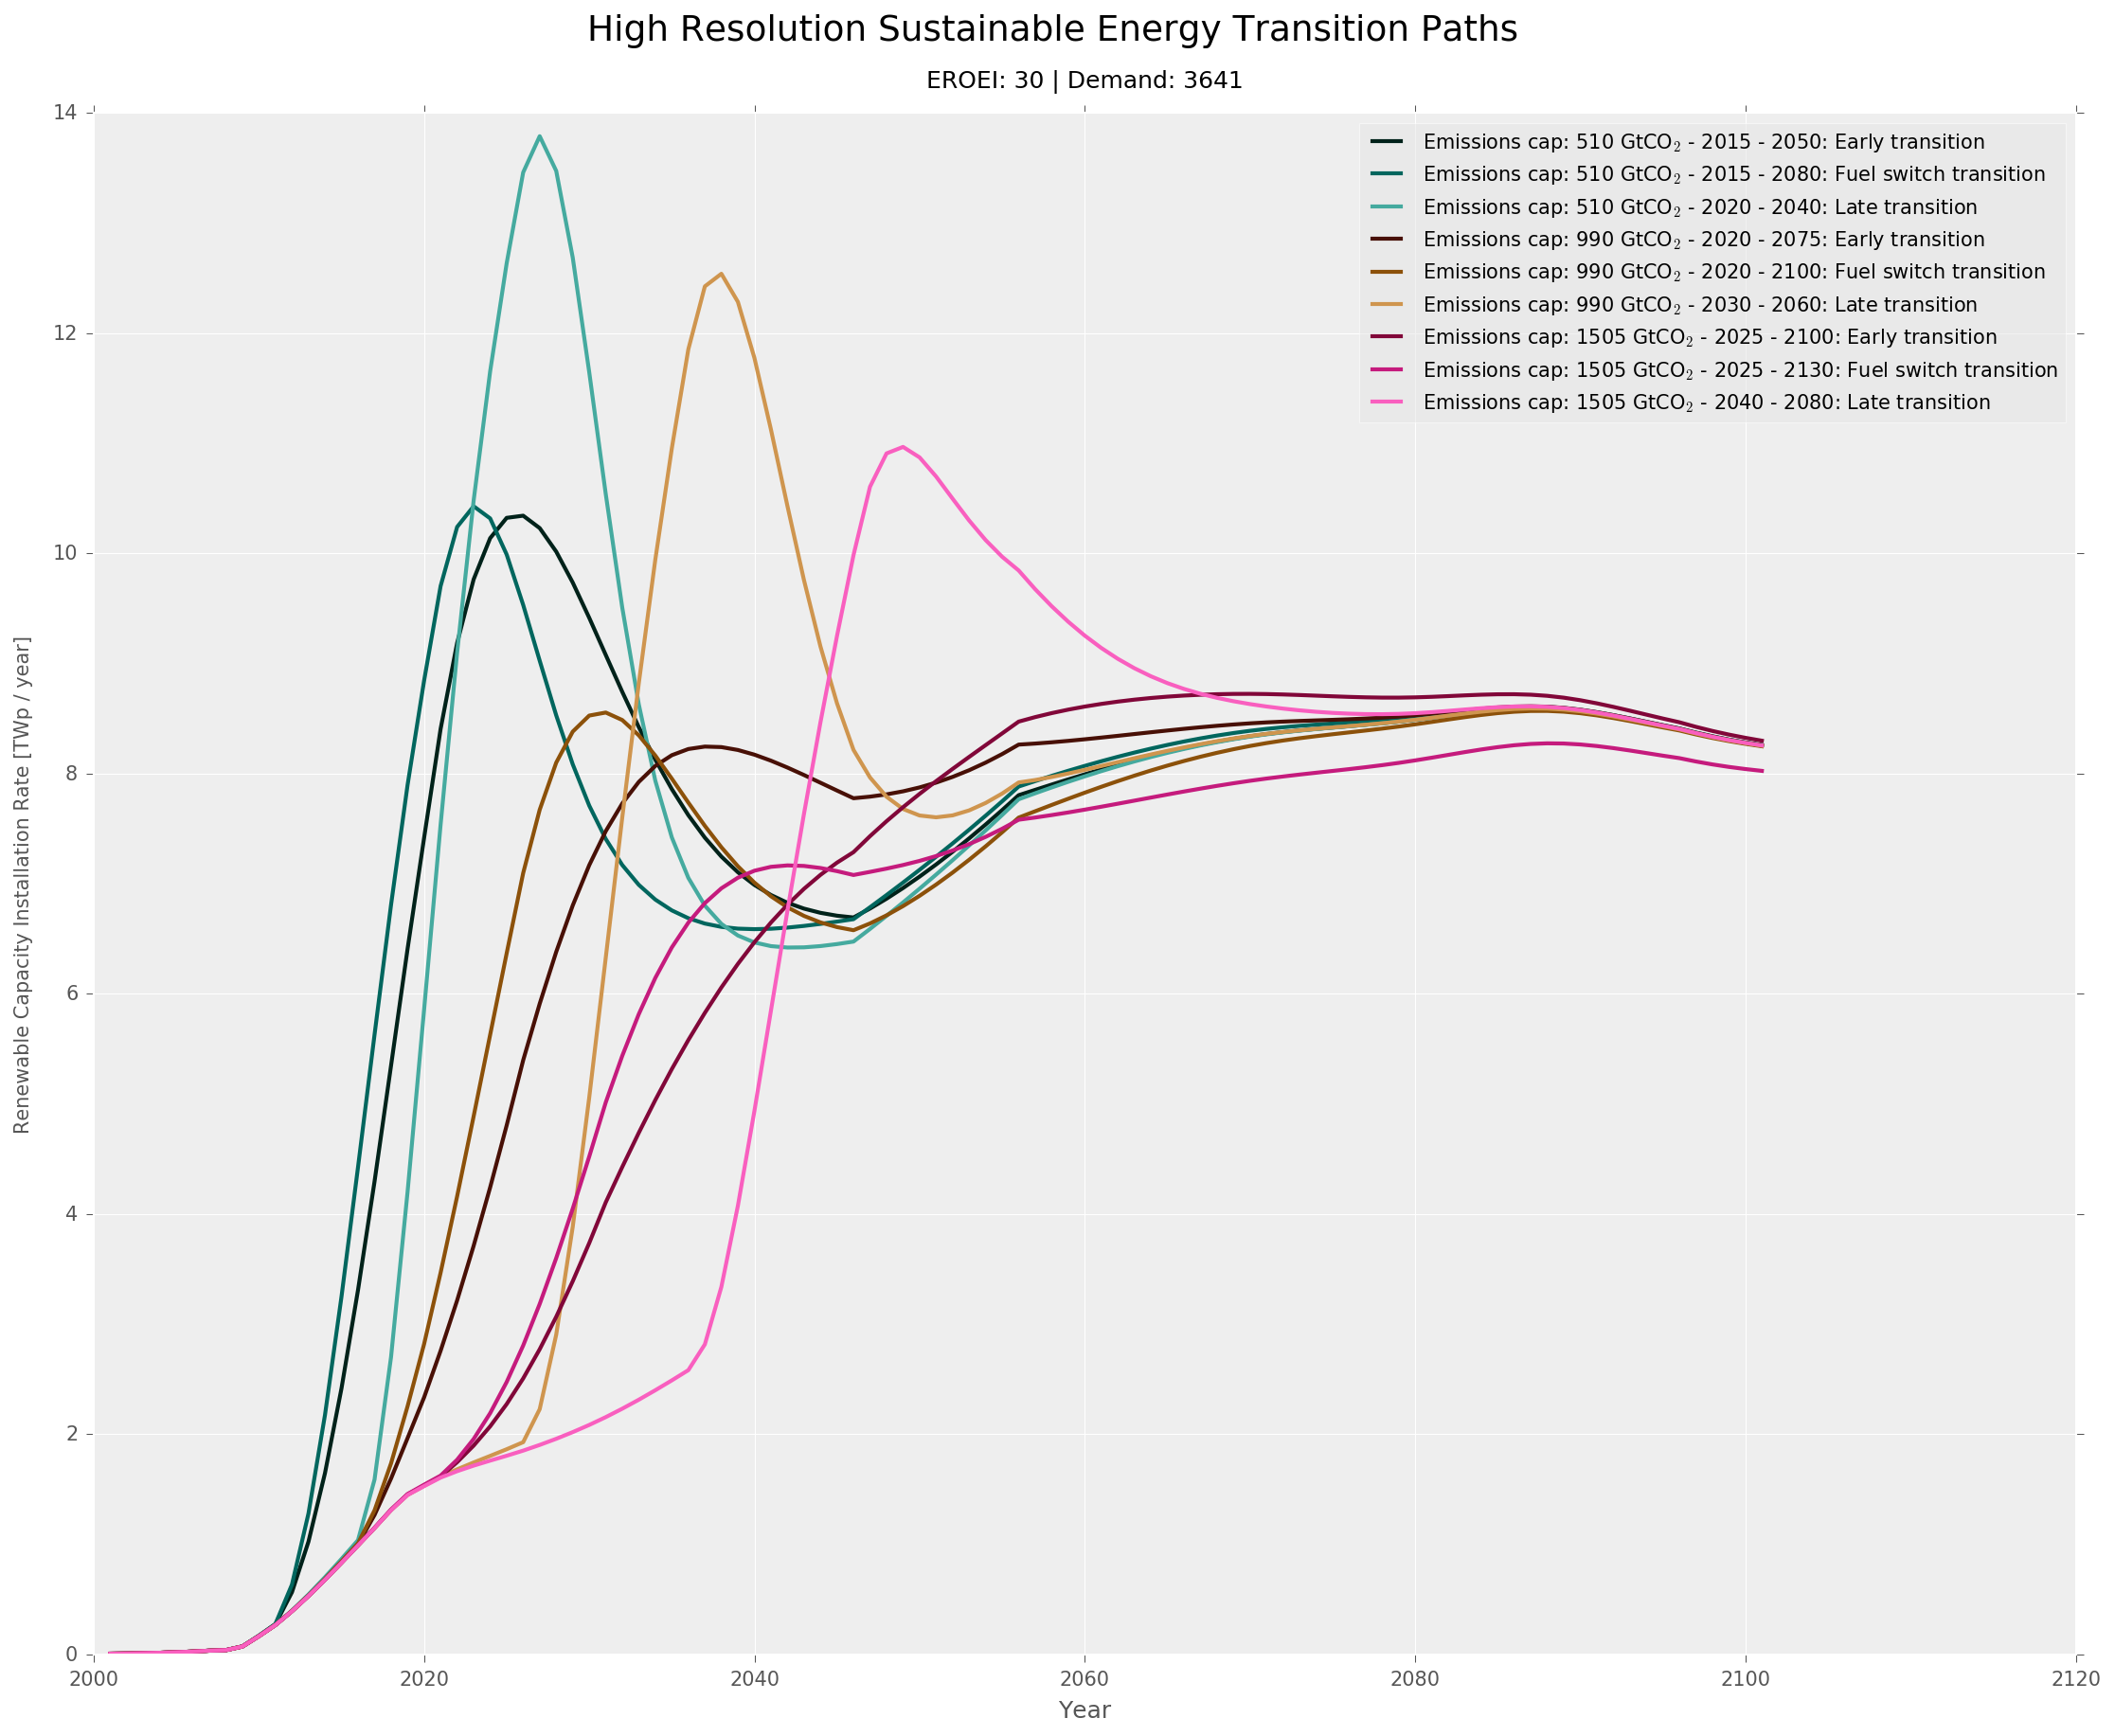 High Resolution Sustainable Energy Transition Paths
EROEI: 30 | Demand: 3641
14
12
10
8
6
4
2
0
Renewable Capacity Installation Rate [TWp / year]
Emissions cap: 510 GtCO₂ - 2015 - 2050: Early transition
Emissions cap: 510 GtCO₂ - 2015 - 2080: Fuel switch transition
Emissions cap: 510 GtCO₂ - 2020 - 2040: Late transition
Emissions cap: 990 GtCO₂ - 2020 - 2075: Early transition
Emissions cap: 990 GtCO₂ - 2020 - 2100: Fuel switch transition
Emissions cap: 990 GtCO₂ - 2030 - 2060: Late transition
Emissions cap: 1505 GtCO₂ - 2025 - 2100: Early transition
Emissions cap: 1505 GtCO₂ - 2025 - 2130: Fuel switch transition
Emissions cap: 1505 GtCO₂ - 2040 - 2080: Late transition
2000 2020 2040 2060 2080 2100 2120
Year